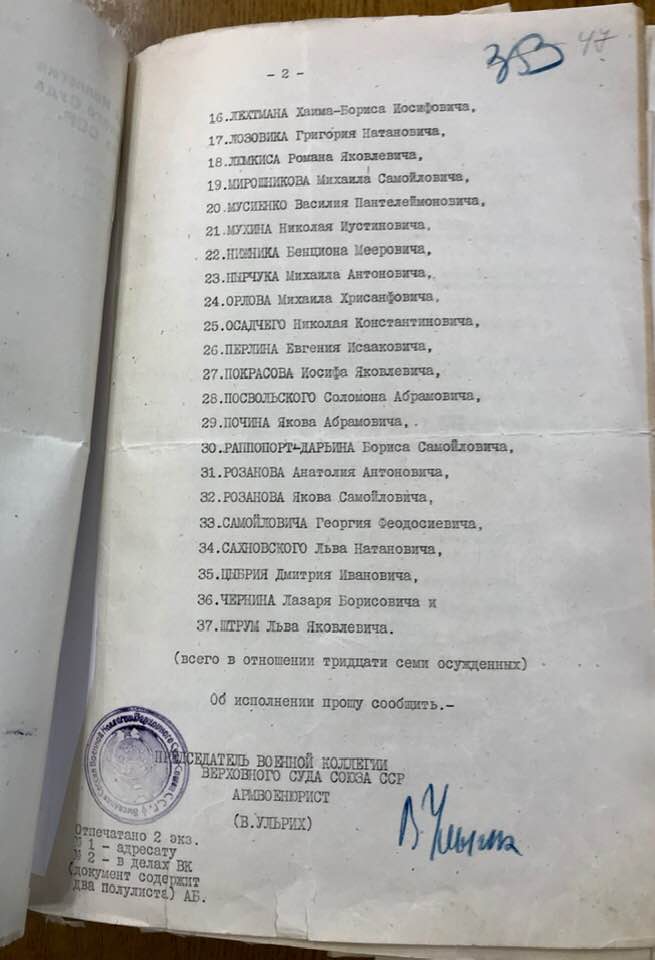 - 2 -
47
16.ЛЕХТМАНА Хаима-Бориса Иосифовича,
17.ЛОЗОВИКА Григория Натановича,
18.ЛОМКИСА Романа Яковлевича,
19.МИРОШНИКОВА Михаила Самойловича,
20.МУСИЕНКО Василия Пантелеймоновича,
21.МУХИНА Николая Иустиновича,
22.НИЖНИКА Бенциона Мееровича,
23.НЫРЧУКА Михаила Антоновича,
24.ОРЛОВА Михаила Хрисанфовича,
25.ОСАДЧЕГО Николая Константиновича,
26.ПЕРЛИНА Евгения Исааковича,
27.ПОКРАСОВА Иосифа Яковлевича,
28.ПОСВОЛЬСКОГО Соломона Абрамовича,
29.ПОЧИНА Якова Абрамовича,
30.РАППОПОРТ-ДАРЬИНА Бориса Самойловича,
31.РОЗАНОВА Анатолия Антоновича,
32.РОЗАНОВА Якова Самойловича,
33.САМОЙЛОВИЧА Георгия Феодосиевича,
34.САХНОВСКОГО Льва Натановича,
35.ЦЫБРИЯ Дмитрия Ивановича,
36.ЧЕРНИНА Лазаря Борисовича и
37.ШТРУМ Льва Яковлевича.
(всего в отношении тридцати семи осужденных)
Об исполнении прошу сообщить.-
ПРЕДСЕДАТЕЛЬ ВОЕННОЙ КОЛЛЕГИИ
ВЕРХОВНОГО СУДА СОЮЗА ССР
АРМВОЕНЮРИСТ
(В.УЛЬРИХ)
В. Ульрих
Отпечатано 2 экз.
№ 1 - адресату
№ 2 - в делах ВК
(документ содержит
два полулиста) АБ.